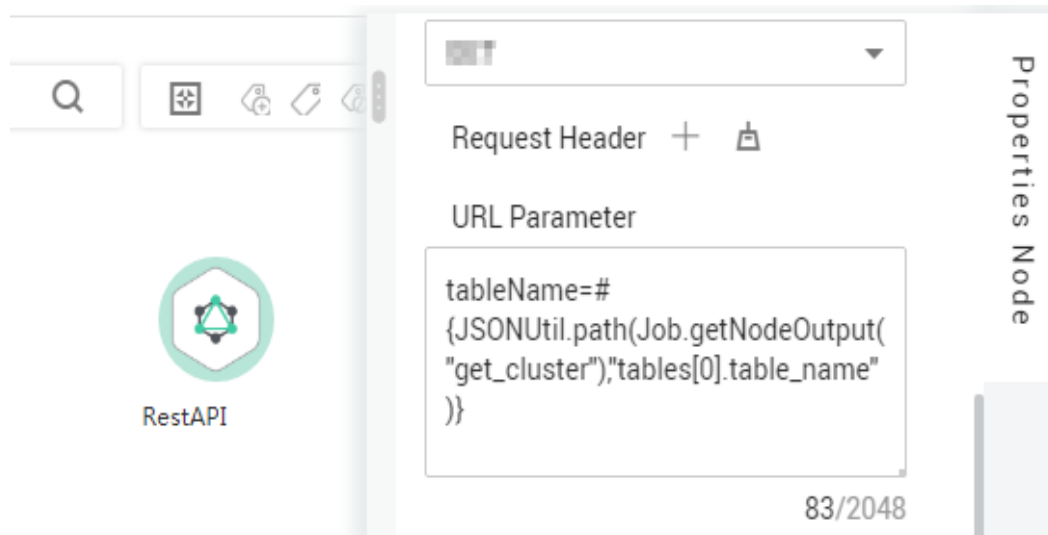 Request Header
URL Parameter
tableName=#
{JSONUtil.path(Job.getNodeOutput(
"get_cluster"),"tables[0].table_name"
)}
83/2048
RestAPI
Properties Node